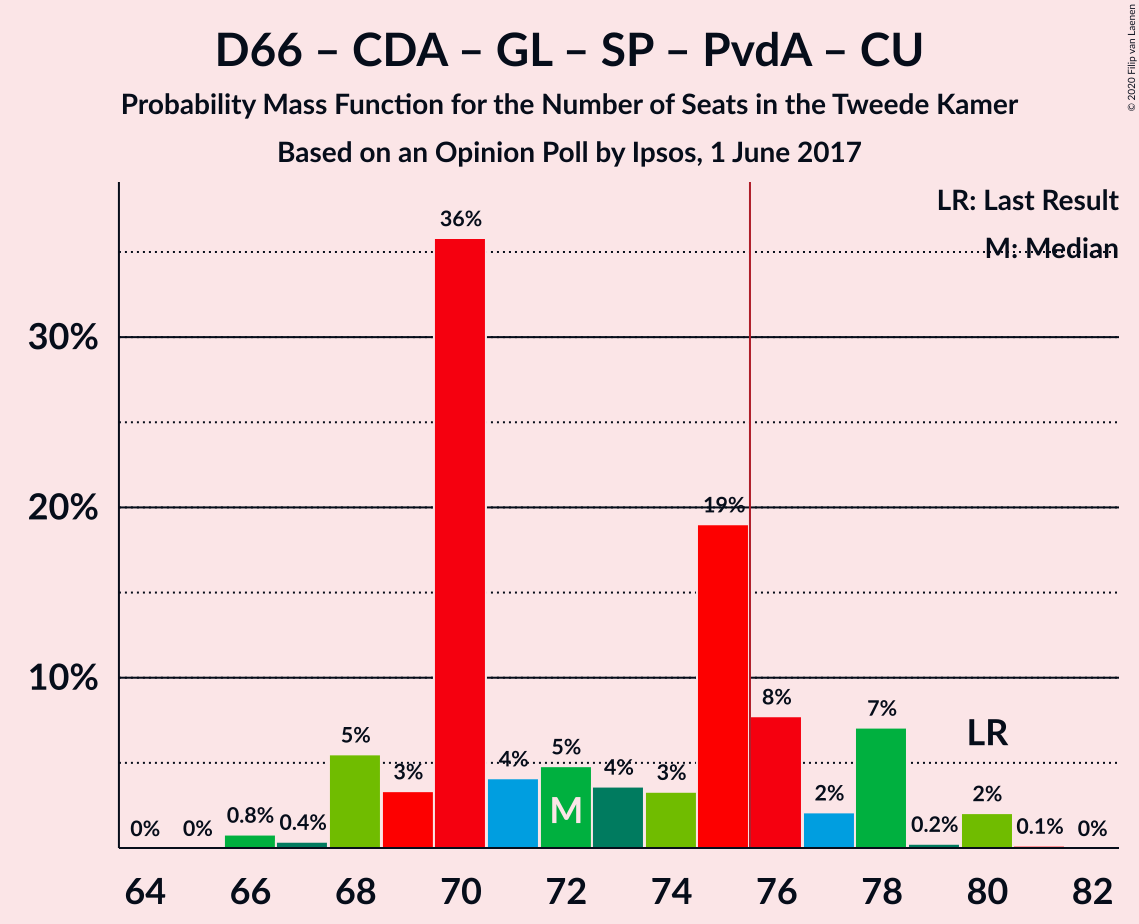 D66 – CDA – GL – SP – PvdA – CU
Probability Mass Function for the Number of Seats in the Tweede Kamer
Based on an Opinion Poll by Ipsos, 1 June 2017
© 2020 Filip van Laenen
LR: Last Result
M: Median
30%
20%
10%
0%
0%
0.8%
0.4%
5%
3%
36%
4%
5%
4%
3%
19%
8%
2%
7%
0.2%
2%
0.1%
0%
M
LR
64 66 68 70 72 74 76 78 80 82